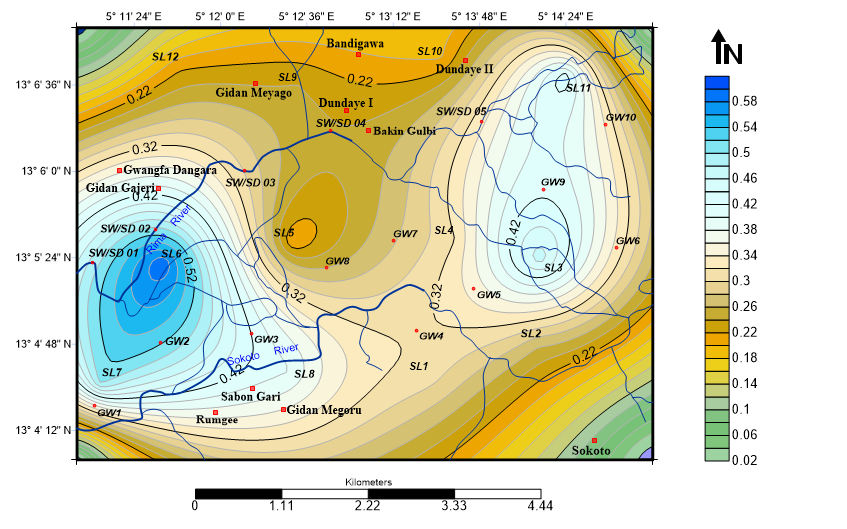 5° 11' 24" E 5° 12' 0" E 5° 12' 36" E 5° 13' 12" E 5° 13' 48" E 5° 14' 24" E
N
Bandigawa
SL12 SL10
Dundaye II
SL9 0.22
13° 6' 36" N
Gidan Meyago
SL11
0.22
0.58
Dundaye I
SW/SD 05 GW10
SW/SD 04
Bakin Gulbi
0.54
0.32
0.5
13° 6' 0" N
Gwangfa Dangara
0.46
SW/SD 03 GW9
Gidan Gajeri
0.42
0.42
River
SW/SD 02
SL5 SL4 GW7 0.42 GW6
0.38
Rima
SW/SD 01 SL6
0.34
13° 5' 24" N
0.52
GW8 SL3
0.3
0.32 0.32 GW5
0.26
SL2
GW2 GW3 GW4
0.22
13° 4' 48" N
River
Sokoto
0.22
0.18
SL7 0.42 SL8 SL1
0.14
Sabon Gari
GW1 Gidan Megoru
0.1
Rumgee
13° 4' 12" N
0.06
Sokoto
0.02
Kilometers
0 1.11 2.22 3.33 4.44